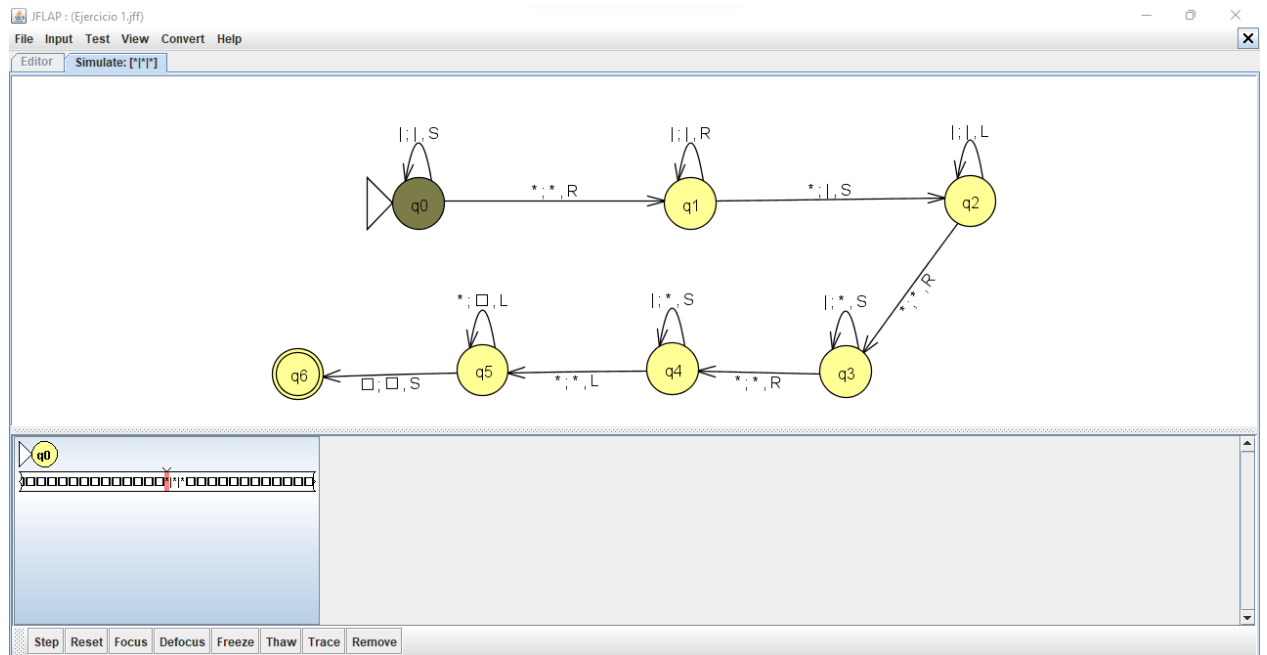 JFLAP : (Ejercicio 1.jff)
File Input Test View Convert Help
Editor Simulate: [*|*|*]
| ; | , S
| ; | , R
| ; | , L
q0
* ; * , R
q1
* ; | , S
q2
* ; * , R
* ; □ , L
| ; * , S
| ; * , S
q6
□ ; □ , S
q5
* ; * , L
q4
* ; * , R
q3
q0
□□□□□□□□□□□□□*|*|*□□□□□□□□□□□□
Step Reset Focus Defocus Freeze Thaw Trace Remove